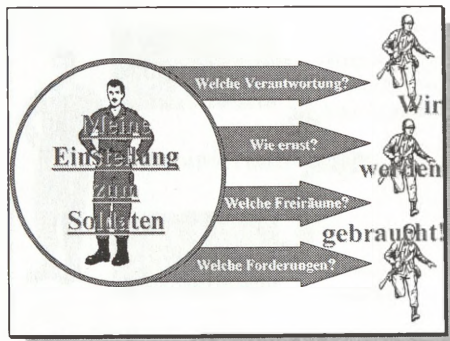 Meine
Einstellung
zum
Soldaten
Welche Verantwortung?
Wie ernst?
Welche Freiräume?
Welche Forderungen?
Wir
werden
gebraucht!